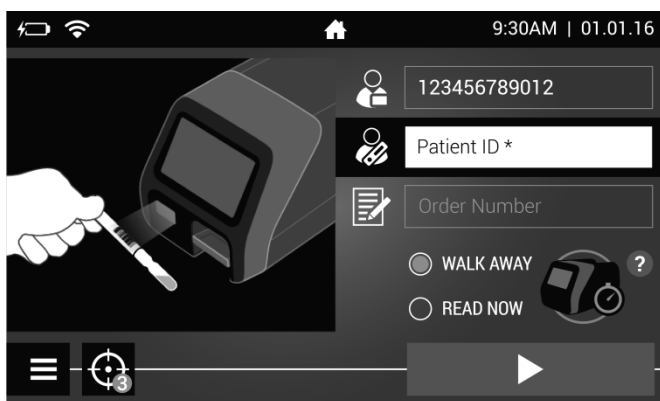 9:30AM | 01.01.16
123456789012
Patient ID *
Order Number
WALK AWAY
?
READ NOW
3